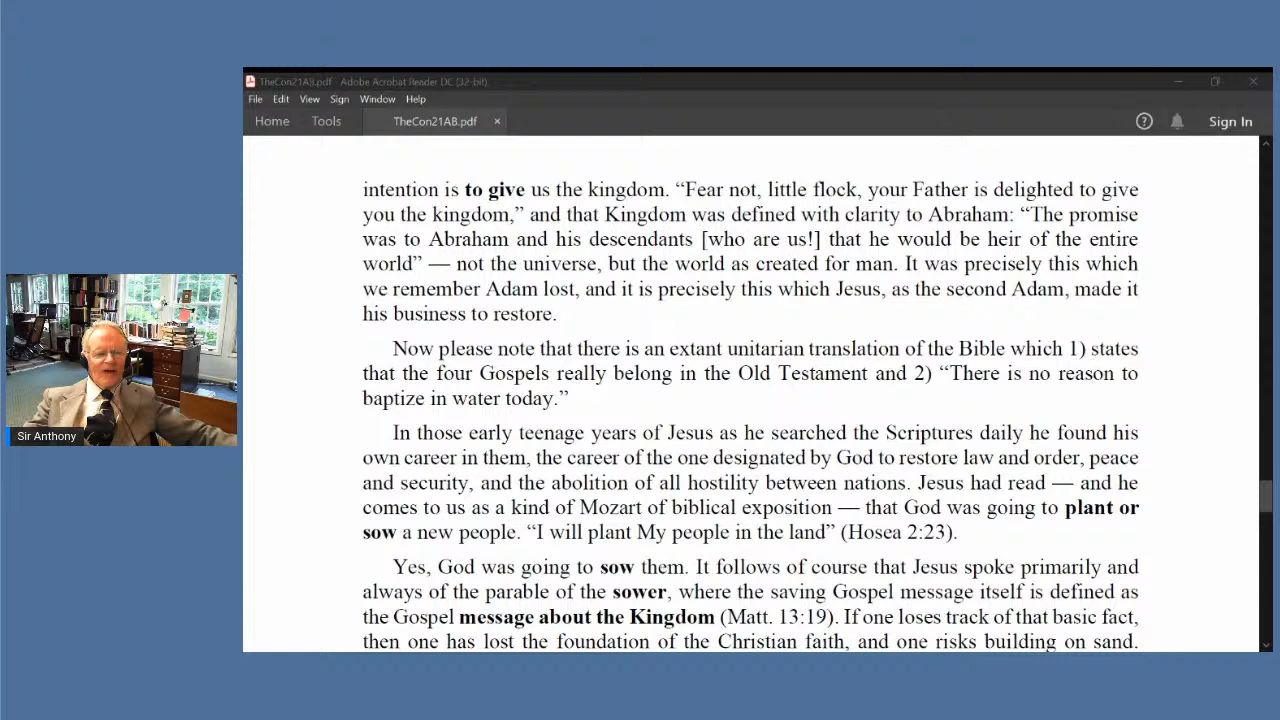 TheCon21AB.pdf - Adobe Acrobat Reader DC (32-bit)
File Edit View Sign Window Help
Home Tools TheCon21AB.pdf × Sign In
intention is to give us the kingdom. “Fear not, little flock, your Father is delighted to give
you the kingdom,” and that Kingdom was defined with clarity to Abraham: “The promise
was to Abraham and his descendants [who are us!] that he would be heir of the entire
world” — not the universe, but the world as created for man. It was precisely this which
we remember Adam lost, and it is precisely this which Jesus, as the second Adam, made it
his business to restore.
Now please note that there is an extant unitarian translation of the Bible which 1) states
that the four Gospels really belong in the Old Testament and 2) “There is no reason to
baptize in water today.”
In those early teenage years of Jesus as he searched the Scriptures daily he found his
own career in them, the career of the one designated by God to restore law and order, peace
and security, and the abolition of all hostility between nations. Jesus had read — and he
comes to us as a kind of Mozart of biblical exposition — that God was going to plant or
sow a new people. “I will plant My people in the land” (Hosea 2:23).
Yes, God was going to sow them. It follows of course that Jesus spoke primarily and
always of the parable of the sower, where the saving Gospel message itself is defined as
the Gospel message about the Kingdom (Matt. 13:19). If one loses track of that basic fact,
then one has lost the foundation of the Christian faith, and one risks building on sand.
Sir Anthony